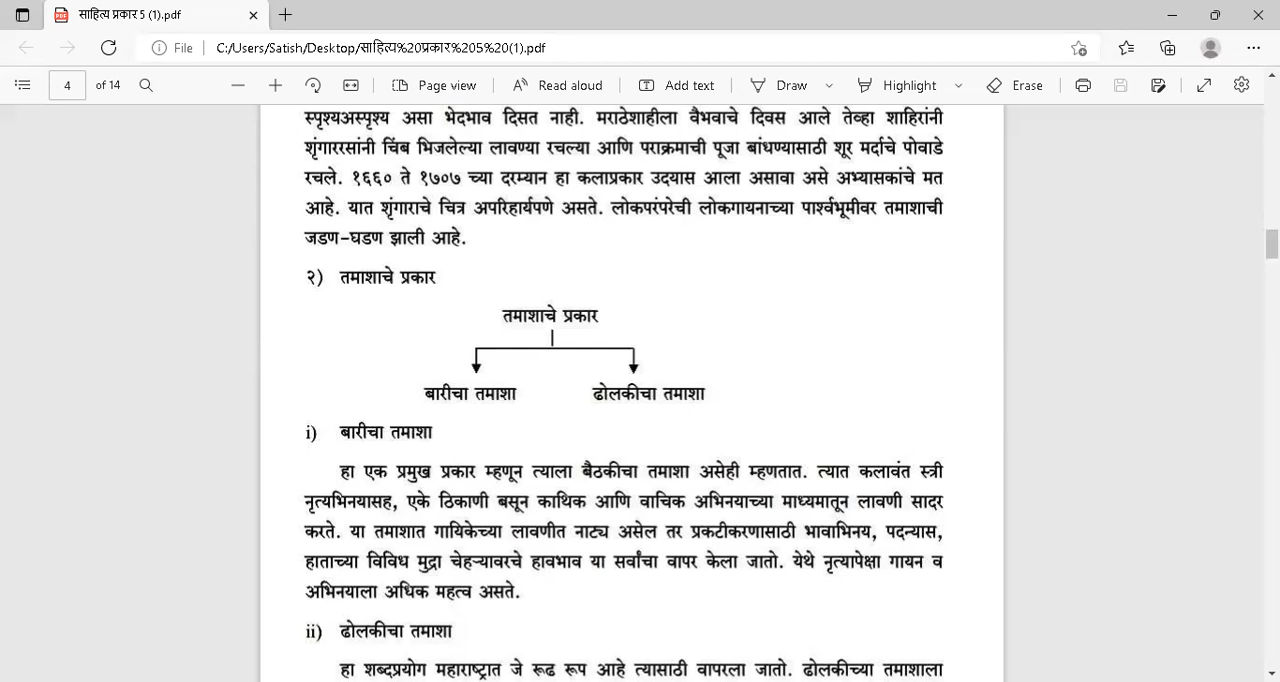 साहित्य प्रकार 5 (1).pdf
File C:/Users/Satish/Desktop/साहित्य%20प्रकार%205%20(1).pdf
4 of 14 Page view Read aloud Add text Draw Highlight Erase
स्पृश्यअस्पृश्य असा भेदभाव दिसत नाही. मराठेशाहीला वैभवाचे दिवस आले तेव्हा शाहिरांनी
शृंगाररसांनी चिंब भिजलेल्या लावण्या रचल्या आणि पराक्रमाची पूजा बांधण्यासाठी शूर मर्दाचे पोवाडे
रचले. १६६० ते १७०७ च्या दरम्यान हा कलाप्रकार उदयास आला असावा असे अभ्यासकांचे मत
आहे. यात शृंगाराचे चित्र अपरिहार्यपणे असते. लोकपरंपरेची लोकगायनाच्या पार्श्वभूमीवर तमाशाची
जडण-घडण झाली आहे.
२) तमाशाचे प्रकार
तमाशाचे प्रकार
बारीचा तमाशा ढोलकीचा तमाशा
i) बारीचा तमाशा
हा एक प्रमुख प्रकार म्हणून त्याला बैठकीचा तमाशा असेही म्हणतात. त्यात कलावंत स्त्री
नृत्यभिनयासह, एके ठिकाणी बसून काथिक आणि वाचिक अभिनयाच्या माध्यमातून लावणी सादर
करते. या तमाशात गायिकेच्या लावणीत नाट्य असेल तर प्रकटीकरणासाठी भावाभिनय, पदन्यास,
हाताच्या विविध मुद्रा चेहऱ्यावरचे हावभाव या सर्वांचा वापर केला जातो. येथे नृत्यापेक्षा गायन व
अभिनयाला अधिक महत्व असते.
ii) ढोलकीचा तमाशा
हा शब्दप्रयोग महाराष्ट्रात जे रूढ रूप आहे त्यासाठी वापरला जातो. ढोलकीच्या तमाशाला